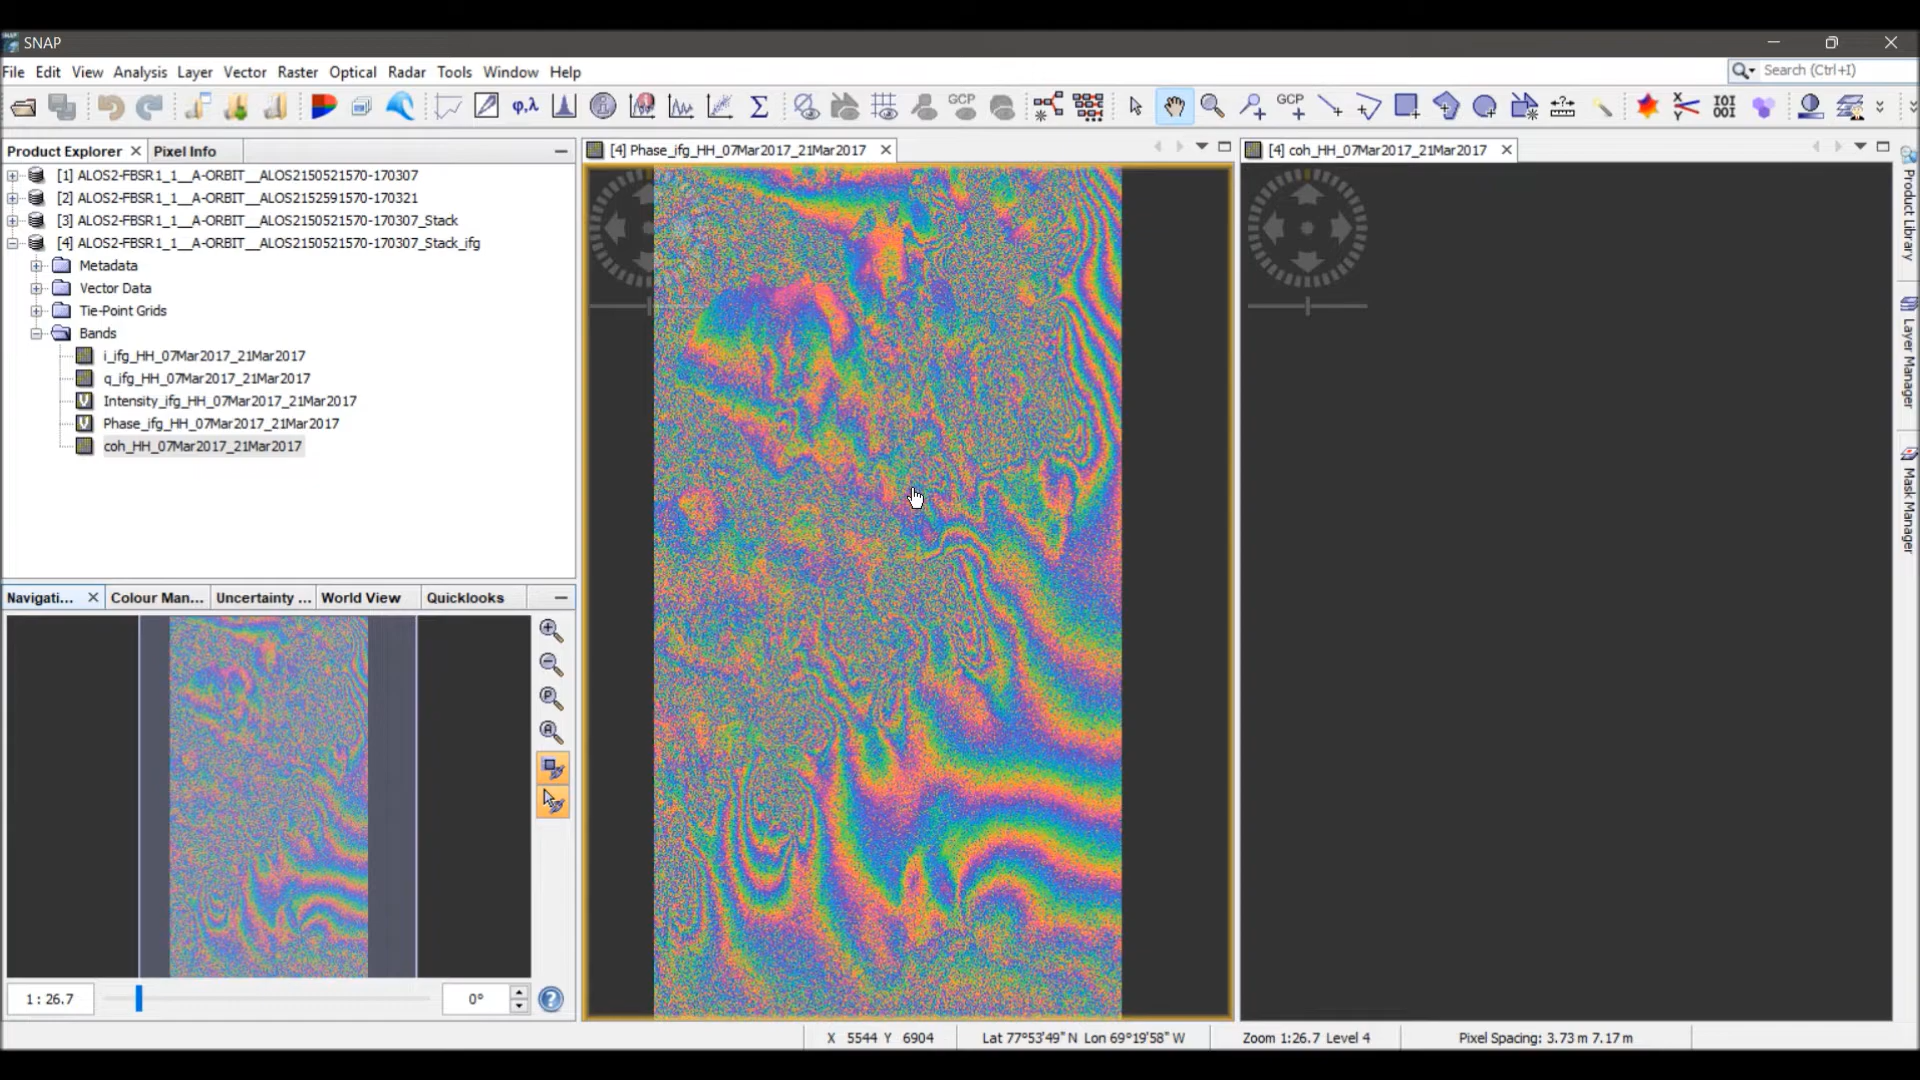 SNAP
File Edit View Analysis Layer Vector Raster Optical Radar Tools Window Help
Search (Ctrl+I)
φ,λ Σ GCP GCP X Y IOI OOI
Product Explorer Pixel Info
[4] Phase_ifg_HH_07Mar2017_21Mar2017
[4] coh_HH_07Mar2017_21Mar2017
[1] ALOS2-FBSR1_1__A-ORBIT__ALOS2150521570-170307
[2] ALOS2-FBSR1_1__A-ORBIT__ALOS2152591570-170321
[3] ALOS2-FBSR1_1__A-ORBIT__ALOS2150521570-170307_Stack
[4] ALOS2-FBSR1_1__A-ORBIT__ALOS2150521570-170307_Stack_ifg
Metadata
Vector Data
Tie-Point Grids
Bands
i_ifg_HH_07Mar2017_21Mar2017
q_ifg_HH_07Mar2017_21Mar2017
Intensity_ifg_HH_07Mar2017_21Mar2017
Phase_ifg_HH_07Mar2017_21Mar2017
coh_HH_07Mar2017_21Mar2017
Product Library
Layer Manager
Mask Manager
Navigati... Colour Man... Uncertainty ... World View Quicklooks
1 : 26.7
0°
X 5544 Y 6904
Lat 77°53'49" N Lon 69°19'58" W
Zoom 1:26.7 Level 4
Pixel Spacing: 3.73 m 7.17 m